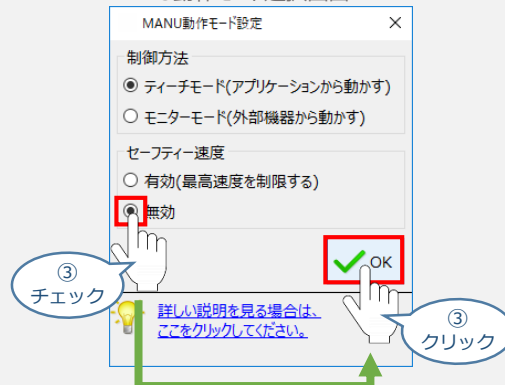 MANU動作モード設定
制御方法
ティーチモード(アプリケーションから動かす)
モニターモード(外部機器から動かす)
セーフティー速度
有効(最高速度を制限する)
無効
OK
③
チェック
詳しい説明を見る場合は、
ここをクリックしてください。
③
クリック